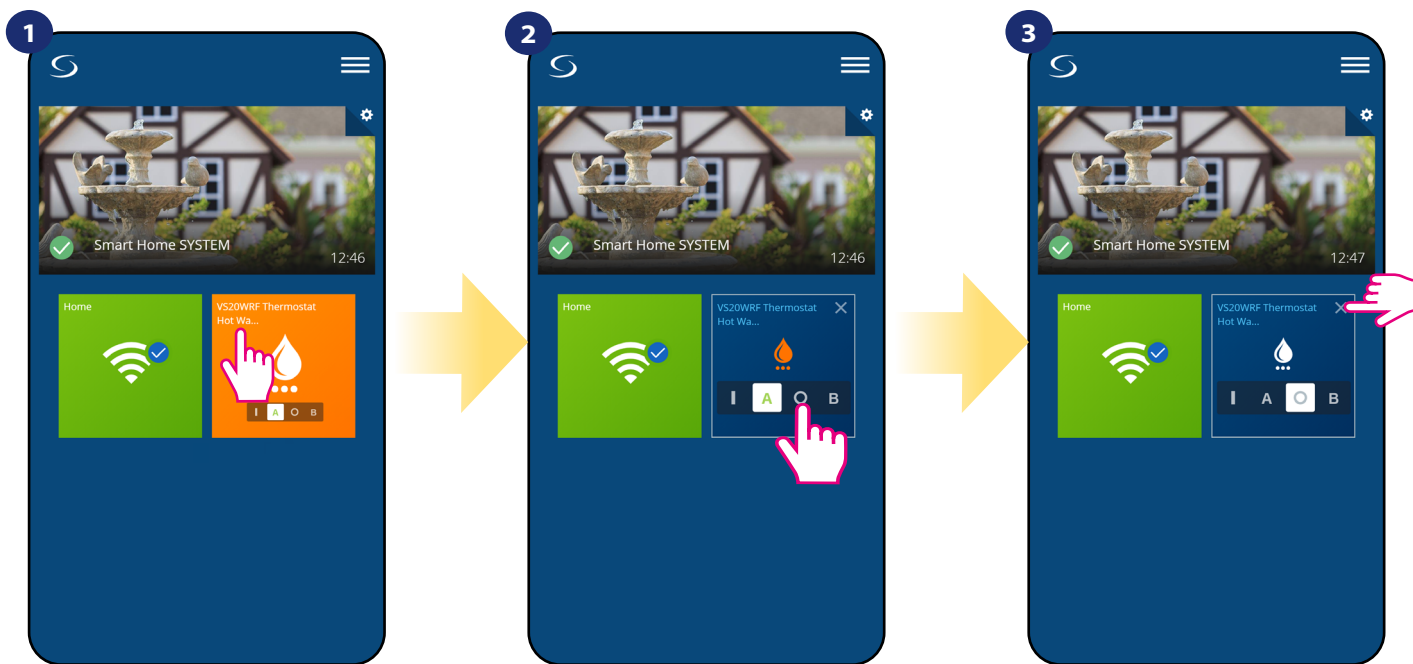 1
Smart Home SYSTEM
12:46
Home
VS20WRF Thermostat
Hot Wa...
I A O B
2
Smart Home SYSTEM
12:46
Home
VS20WRF Thermostat
Hot Wa...
I A O B
3
Smart Home SYSTEM
12:47
Home
VS20WRF Thermostat
Hot Wa...
I A O B